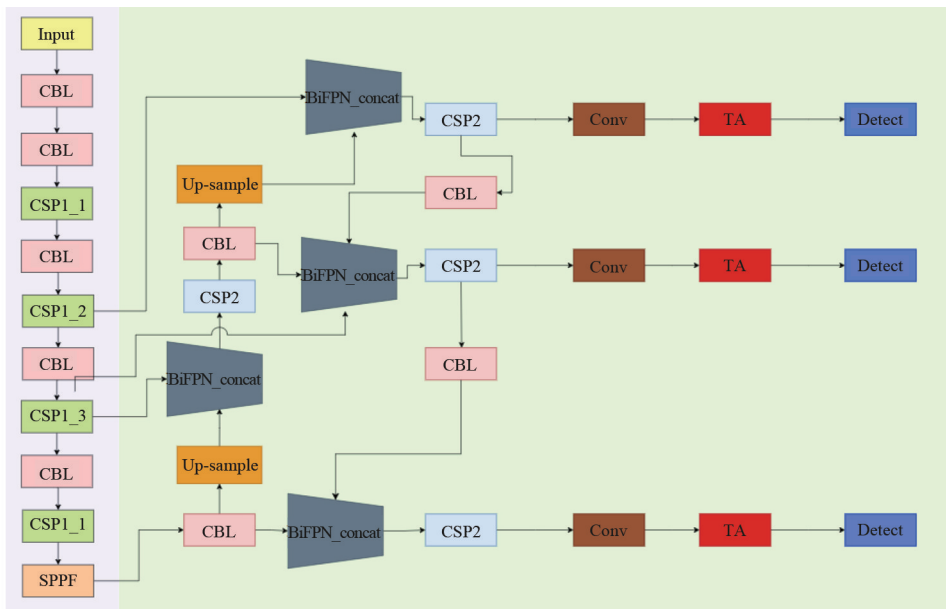 Input
CBL
CBL
CSP1_1
CBL
CSP1_2
CBL
CSP1_3
CBL
CSP1_1
SPPF
BiFPN_concat
CSP2
Conv
TA
Detect
Up-sample
CBL
CBL
BiFPN_concat
CSP2
Conv
TA
Detect
CSP2
BiFPN_concat
CBL
Up-sample
CBL
BiFPN_concat
CSP2
Conv
TA
Detect